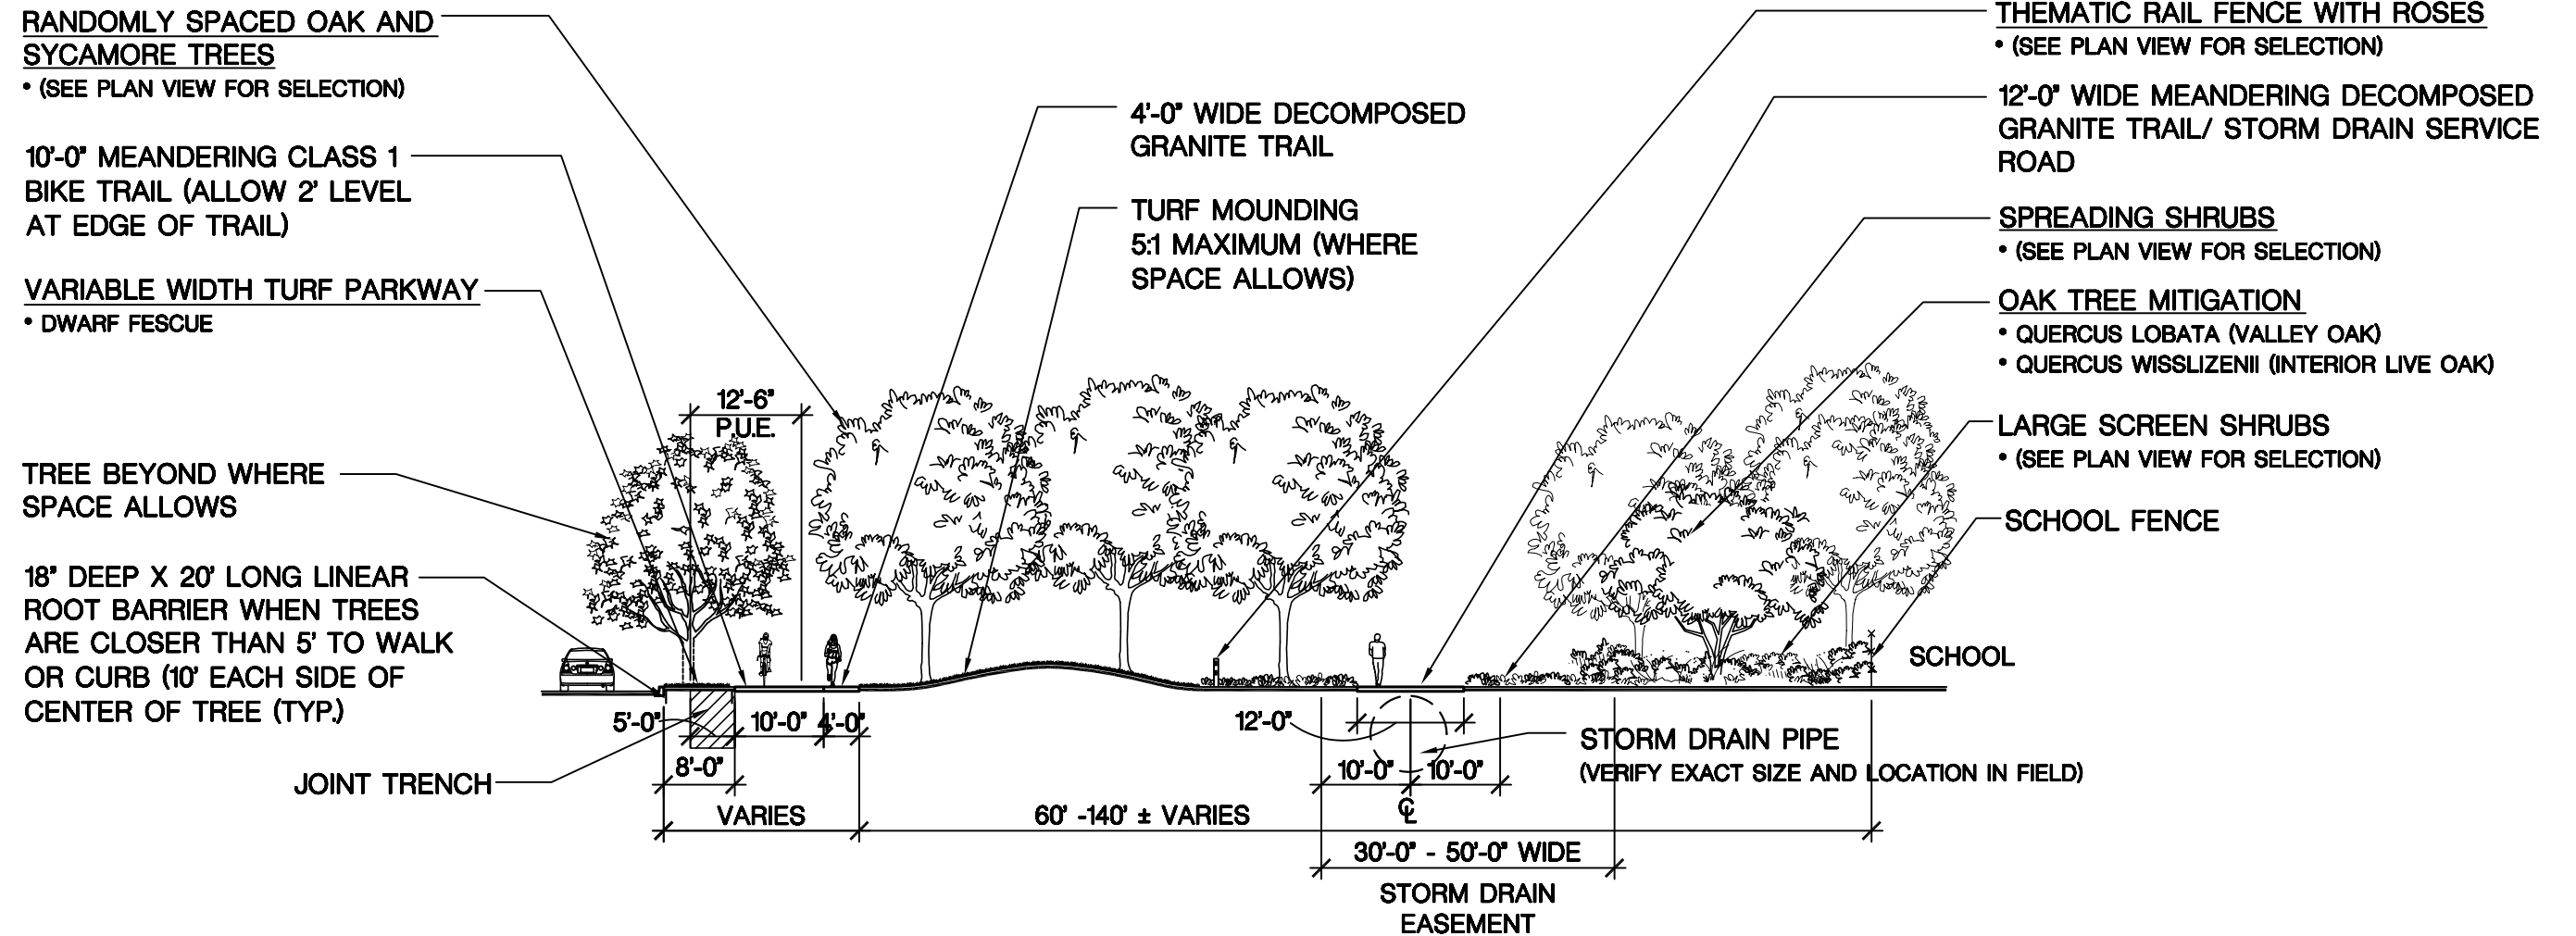 RANDOMLY SPACED OAK AND
SYCAMORE TREES
• (SEE PLAN VIEW FOR SELECTION)
10'-0" MEANDERING CLASS 1
BIKE TRAIL (ALLOW 2' LEVEL
AT EDGE OF TRAIL)
VARIABLE WIDTH TURF PARKWAY
• DWARF FESCUE
TREE BEYOND WHERE
SPACE ALLOWS
18" DEEP X 20' LONG LINEAR
ROOT BARRIER WHEN TREES
ARE CLOSER THAN 5' TO WALK
OR CURB (10' EACH SIDE OF
CENTER OF TREE (TYP.)
JOINT TRENCH
12'-6"
P.U.E.
4'-0" WIDE DECOMPOSED
GRANITE TRAIL
TURF MOUNDING
5:1 MAXIMUM (WHERE
SPACE ALLOWS)
THEMATIC RAIL FENCE WITH ROSES
• (SEE PLAN VIEW FOR SELECTION)
12'-0" WIDE MEANDERING DECOMPOSED
GRANITE TRAIL/ STORM DRAIN SERVICE
ROAD
SPREADING SHRUBS
• (SEE PLAN VIEW FOR SELECTION)
OAK TREE MITIGATION
• QUERCUS LOBATA (VALLEY OAK)
• QUERCUS WISSLIZENII (INTERIOR LIVE OAK)
LARGE SCREEN SHRUBS
• (SEE PLAN VIEW FOR SELECTION)
SCHOOL FENCE
SCHOOL
5'-0"
10'-0"
4'-0"
8'-0"
VARIES
12'-0"
STORM DRAIN PIPE
(VERIFY EXACT SIZE AND LOCATION IN FIELD)
10'-0"
10'-0"
CL
60' -140' ± VARIES
30'-0" - 50'-0" WIDE
STORM DRAIN
EASEMENT